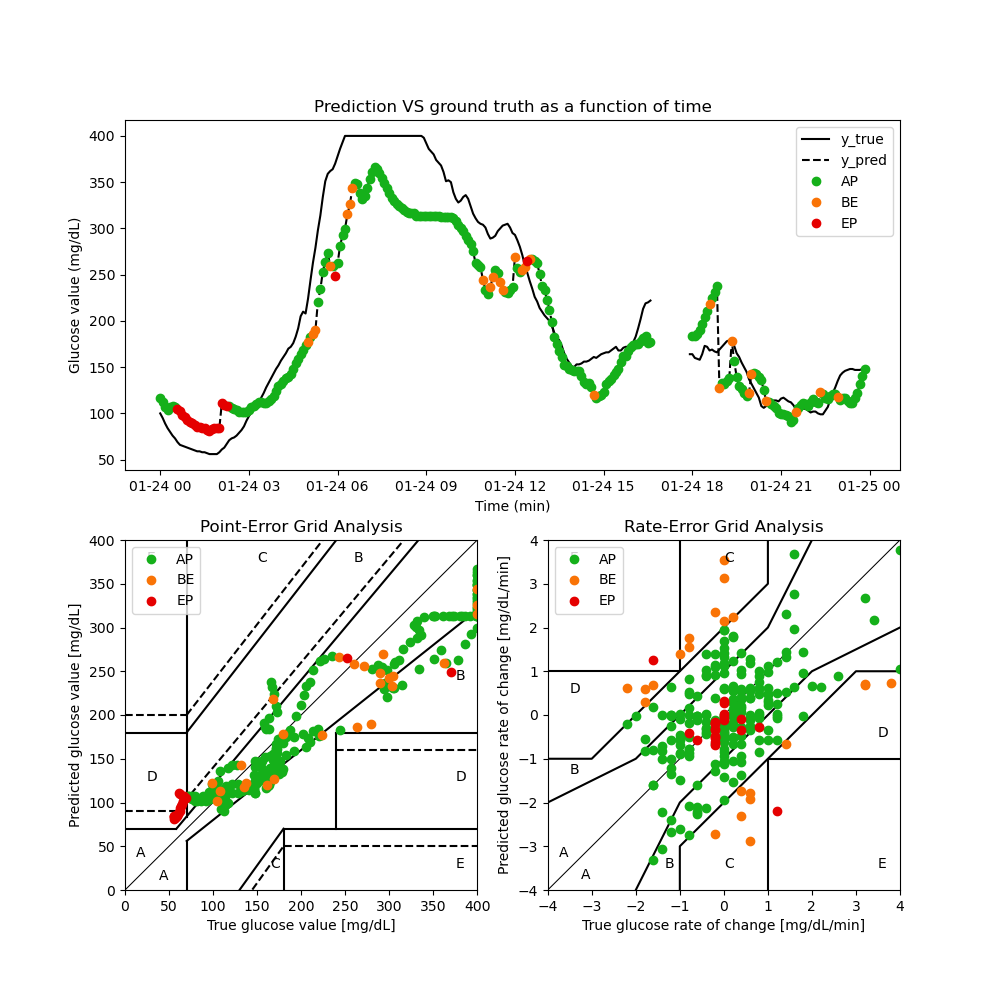 Prediction VS ground truth as a function of time
Glucose value (mg/dL)
400
350
300
250
200
150
100
50
y_true
y_pred
AP
BE
EP
01-24 00 01-24 03 01-24 06 01-24 09 01-24 12 01-24 15 01-24 18 01-24 21 01-25 00
Time (min)
Point-Error Grid Analysis
Predicted glucose value [mg/dL]
400
350
300
250
200
150
100
50
0
AP
BE
EP
C
B
B
D
D
A
A
C
E
0 50 100 150 200 250 300 350 400
True glucose value [mg/dL]
Rate-Error Grid Analysis
Predicted glucose rate of change [mg/dL/min]
4
3
2
1
0
−1
−2
−3
−4
AP
BE
EP
C
D
D
B
A
A
B
C
E
−4 −3 −2 −1 0 1 2 3 4
True glucose rate of change [mg/dL/min]